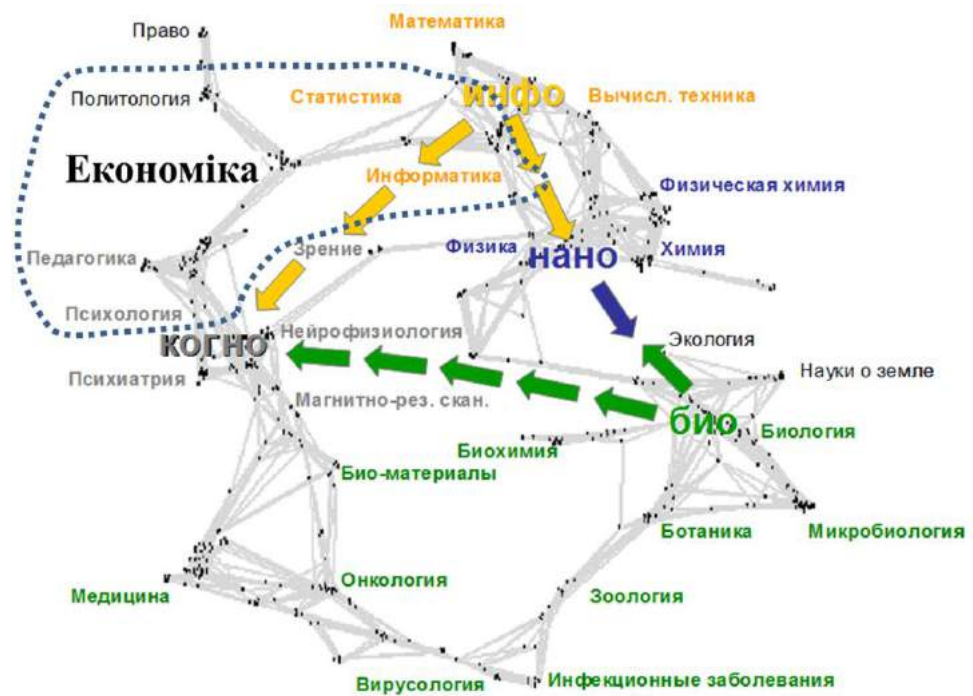 Математика
Право
Политология
Статистика
инфо
Вычисл. техника
Економіка
Информатика
Физическая химия
Педагогика
Зрение
Физика
нано
Химия
Психология
когно
Нейрофизиология
Экология
Психиатрия
Науки о земле
Магнитно-рез. скан.
био
Биология
Биохимия
Био-материалы
Ботаника
Микробиология
Медицина
Онкология
Зоология
Вирусология
Инфекционные заболевания